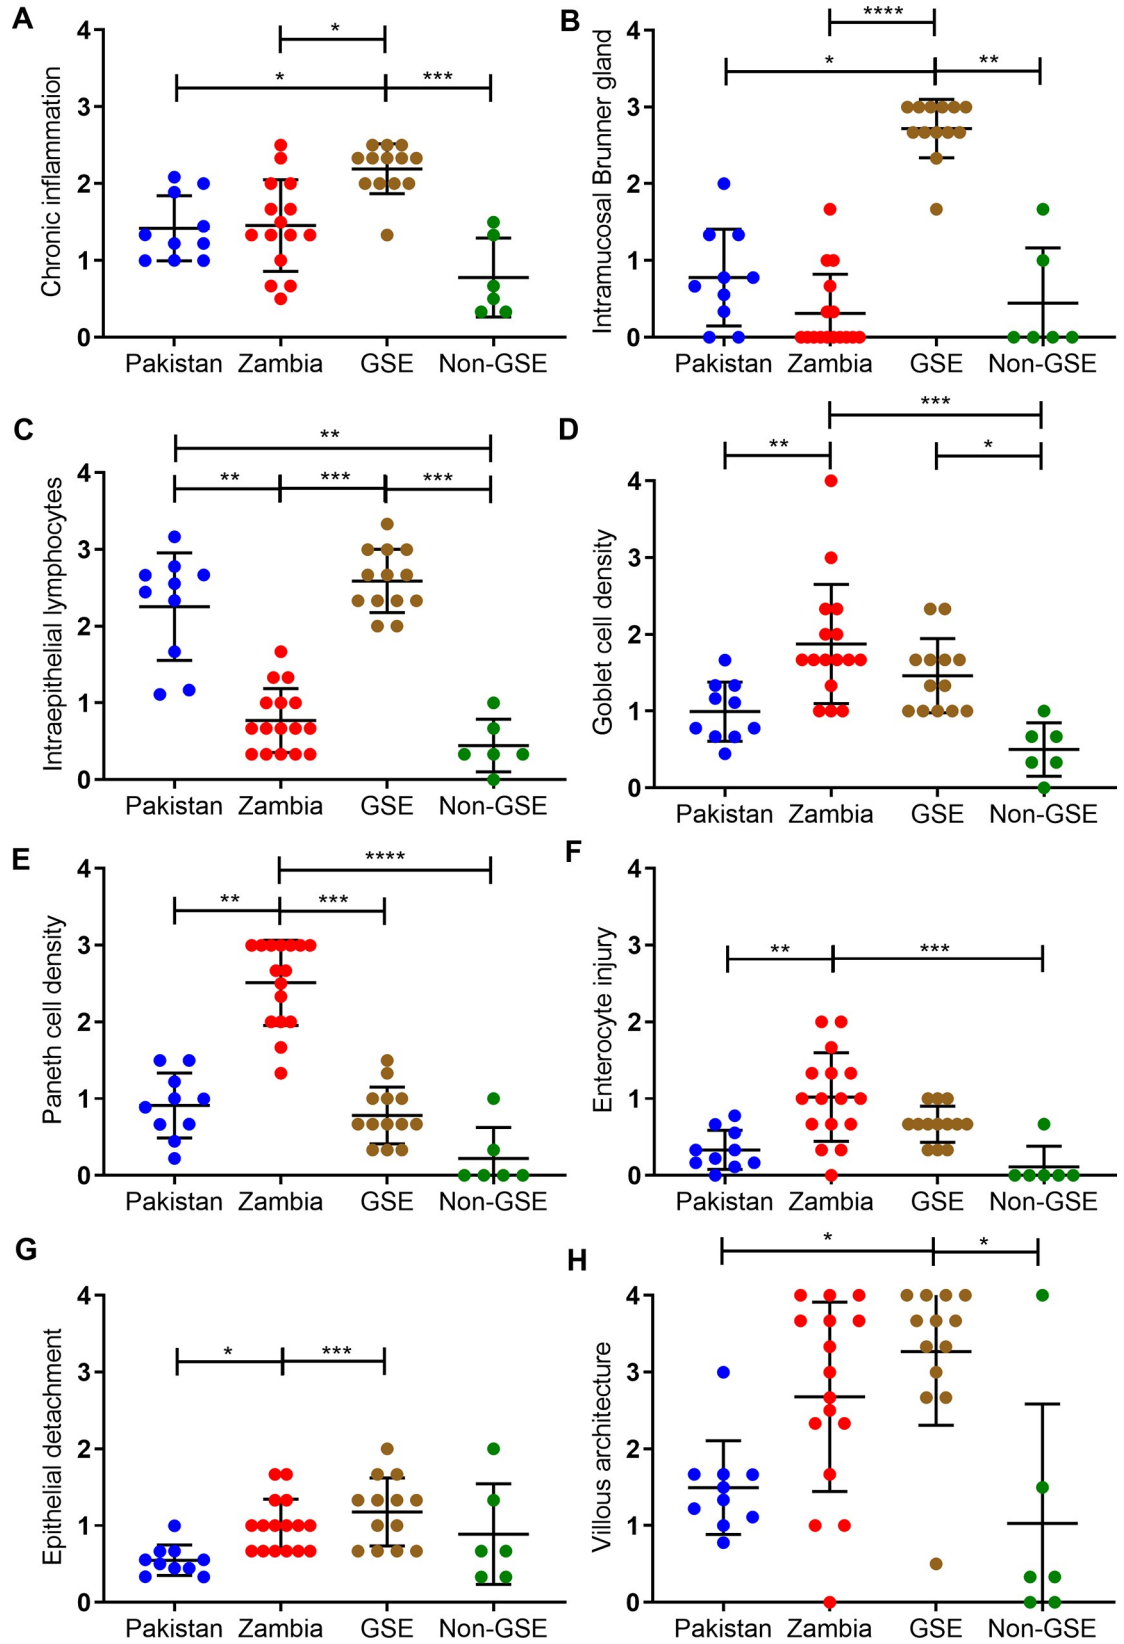 A
Chronic inflammation
4
3
2
1
0
*
*
***
Pakistan Zambia GSE Non-GSE
B
Intramucosal Brunner gland
4
3
2
1
0
****
*
**
Pakistan Zambia GSE Non-GSE
C
Intraepithelial lymphocytes
4
3
2
1
0
**
**
***
***
Pakistan Zambia GSE Non-GSE
D
Goblet cell density
4
3
2
1
0
***
**
*
Pakistan Zambia GSE Non-GSE
E
Paneth cell density
4
3
2
1
0
****
**
***
Pakistan Zambia GSE Non-GSE
F
Enterocyte injury
4
3
2
1
0
**
***
Pakistan Zambia GSE Non-GSE
G
Epithelial detachment
4
3
2
1
0
*
***
Pakistan Zambia GSE Non-GSE
H
Villous architecture
4
3
2
1
0
*
*
Pakistan Zambia GSE Non-GSE